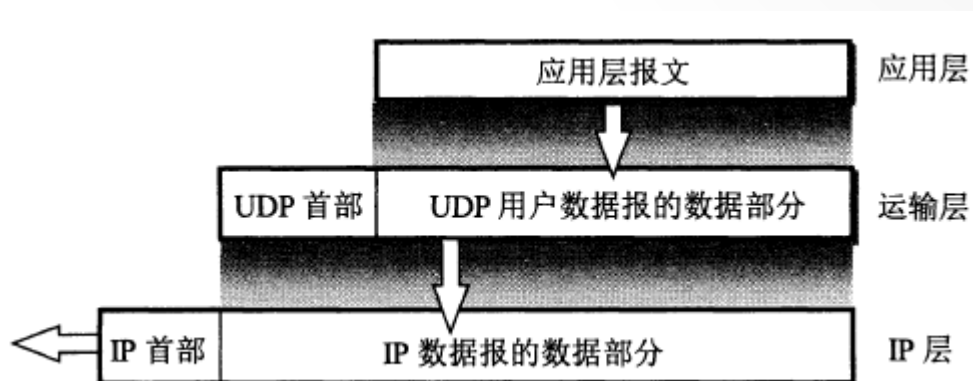 应用层报文 应用层
UDP 首部 UDP 用户数据报的数据部分 运输层
IP 首部 IP 数据报的数据部分 IP 层